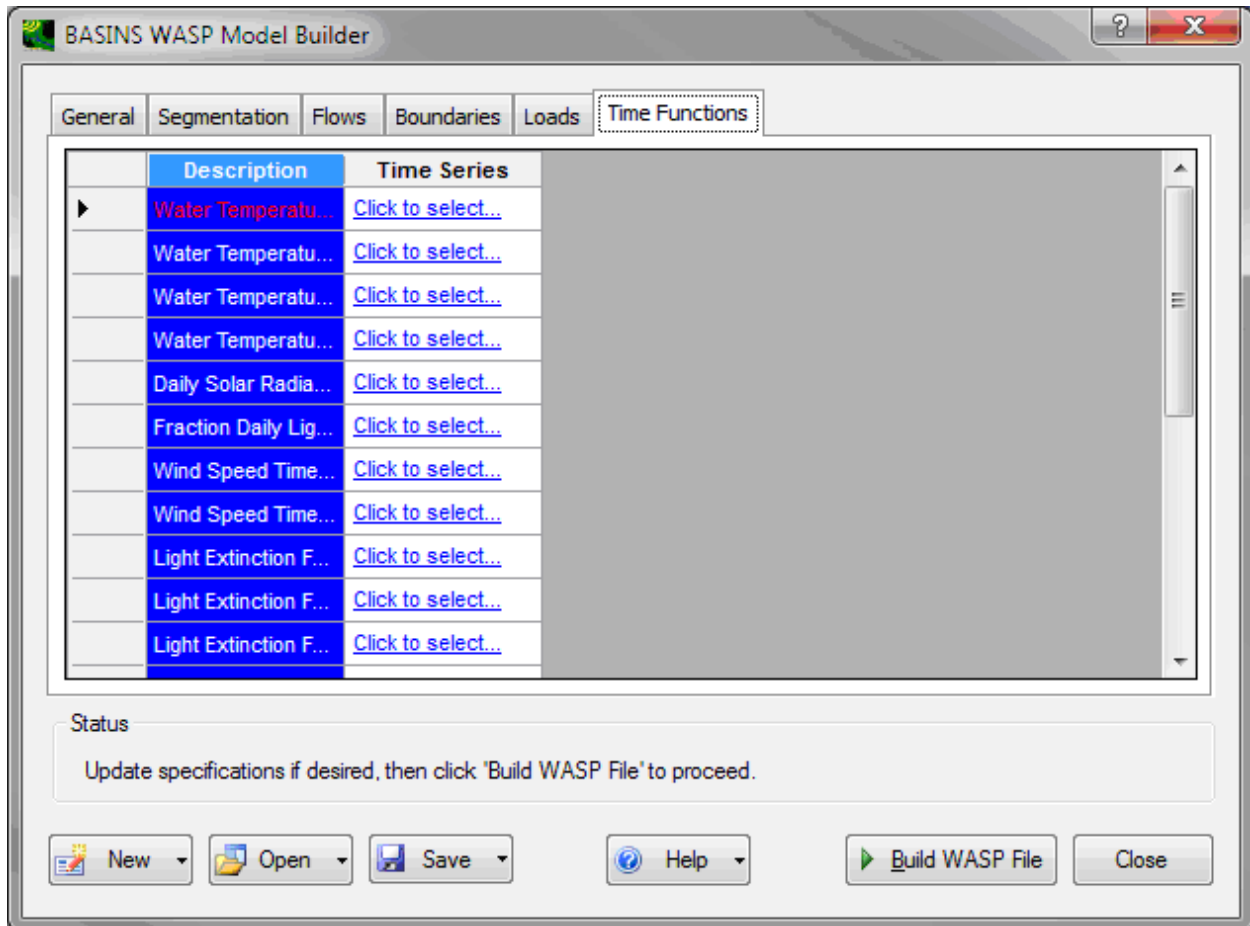 BASINS WASP Model Builder
General Segmentation Flows Boundaries Loads Time Functions
Description Time Series
Water Temperatu... Click to select...
Water Temperatu... Click to select...
Water Temperatu... Click to select...
Water Temperatu... Click to select...
Daily Solar Radia... Click to select...
Fraction Daily Lig... Click to select...
Wind Speed Time... Click to select...
Wind Speed Time... Click to select...
Light Extinction F... Click to select...
Light Extinction F... Click to select...
Light Extinction F... Click to select...
Status
Update specifications if desired, then click 'Build WASP File' to proceed.
New Open Save Help Build WASP File Close